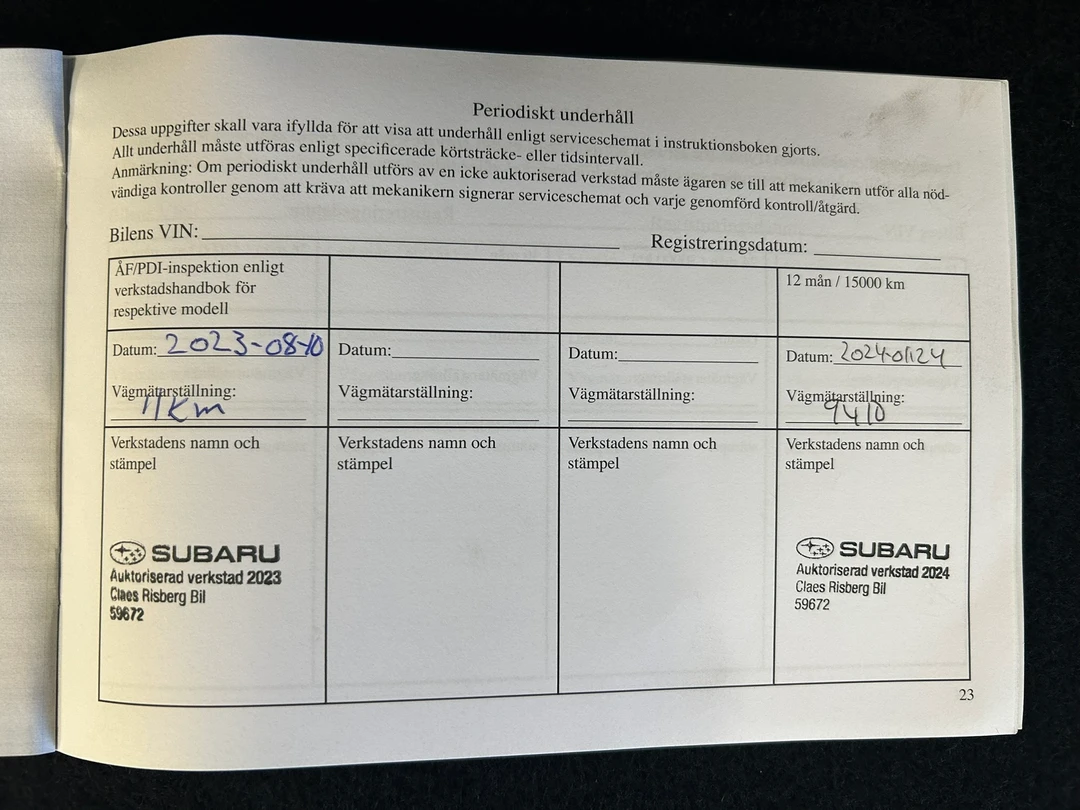 Periodiskt underhåll
Dessa uppgifter skall vara ifyllda för att visa att underhåll enligt serviceschemat i instruktionsboken gjorts.
Allt underhåll måste utföras enligt specificerade körtsträcke- eller tidsintervall.
Anmärkning: Om periodiskt underhåll utförs av en icke auktoriserad verkstad måste ägaren se till att mekanikern utför alla nöd-
vändiga kontroller genom att kräva att mekanikern signerar serviceschemat och varje genomförd kontroll/åtgärd.
Bilens VIN:
Registreringsdatum:
ÅF/PDI-inspektion enligt
verkstadshandbok för
respektive modell
Datum: 2023-08-10
Vägmätarställning:
11 km
Verkstadens namn och
stämpel
SUBARU
Auktoriserad verkstad 2023
Claes Risberg Bil
59672
Datum:
Vägmätarställning:
Verkstadens namn och
stämpel
Datum:
Vägmätarställning:
Verkstadens namn och
stämpel
12 mån / 15000 km
Datum: 20240124
Vägmätarställning:
9410
Verkstadens namn och
stämpel
SUBARU
Auktoriserad verkstad 2024
Claes Risberg Bil
59672
23